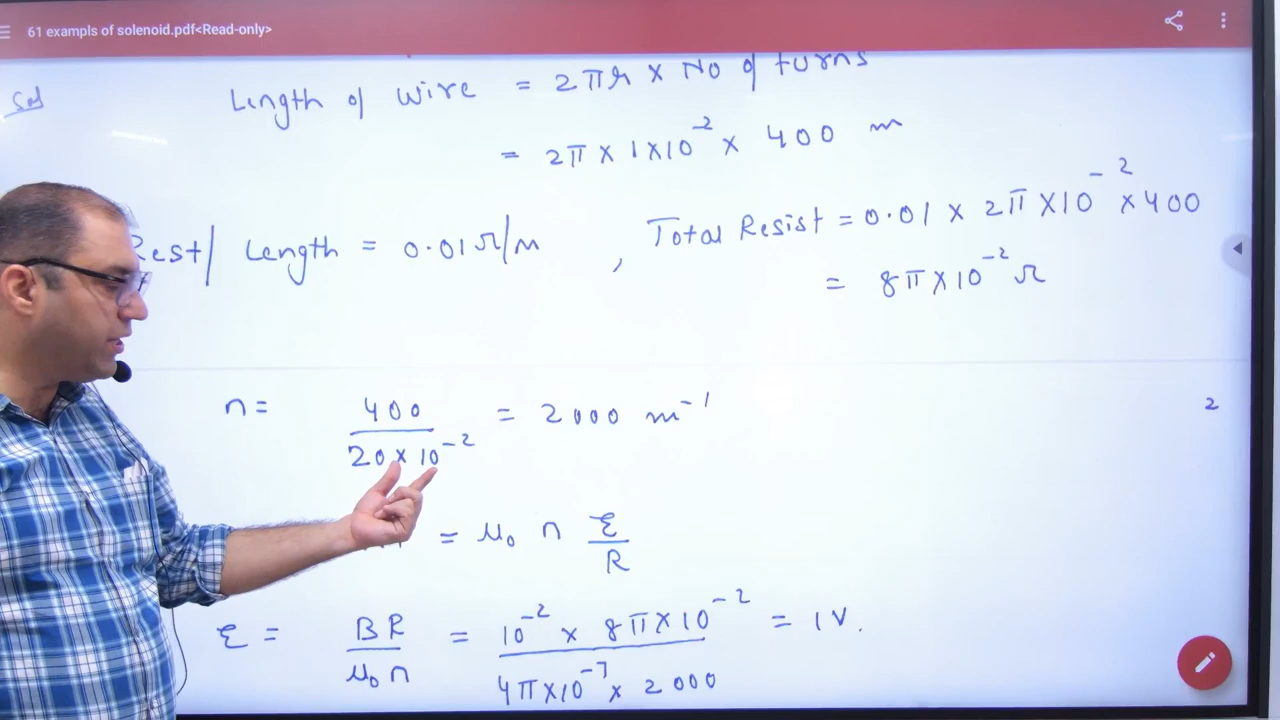 61 exampls of solenoid.pdf<Read-only>
Sol
Length of wire = 2πr × No of turns
= 2π × 1×10⁻² × 400 m
Rest/ Length = 0.01 Ω/m , Total Resist = 0.01 × 2π ×10⁻² ×400
= 8π×10⁻² Ω
n = 400 / 20×10⁻² = 2000 m⁻¹
2
= μ₀ n ε/R
ε = BR / μ₀n = 10⁻² × 8π×10⁻² / 4π×10⁻⁷ × 2000 = 1V.